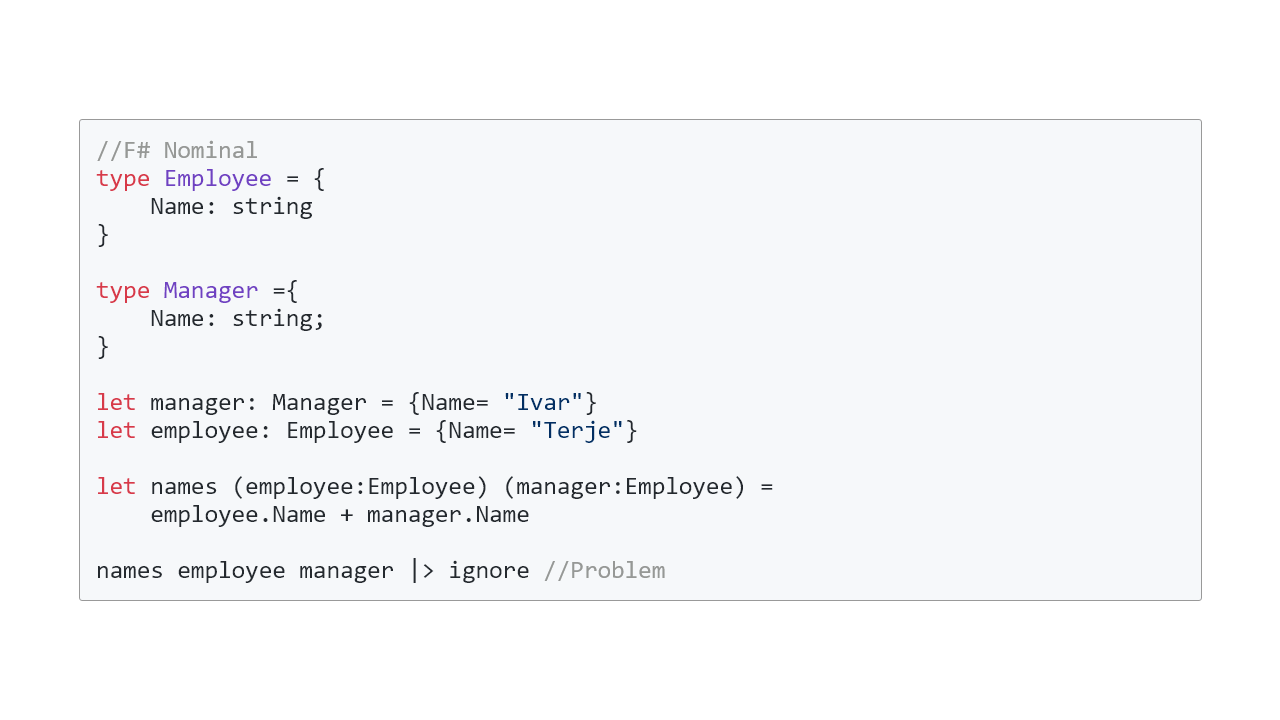 //F# Nominal
type Employee = {
    Name: string
}

type Manager ={
    Name: string;
}

let manager: Manager = {Name= "Ivar"}
let employee: Employee = {Name= "Terje"}

let names (employee:Employee) (manager:Employee) =
    employee.Name + manager.Name

names employee manager |> ignore //Problem